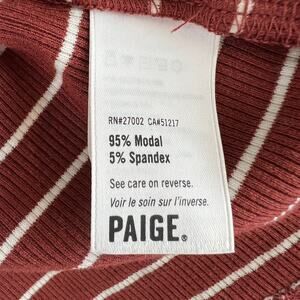 RN#27002 CA#51217
95% Modal
5% Spandex
See care on reverse.
Voir le soin sur l'inverse.
PAIGE®